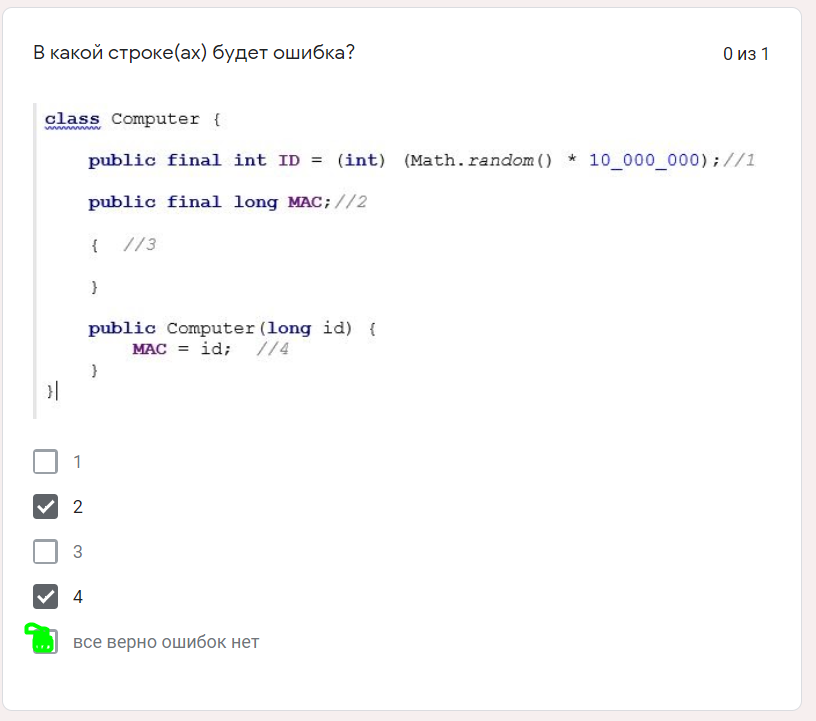 В какой строке(ах) будет ошибка?
0 из 1
class Computer {
public final int ID = (int) (Math.random() * 10_000_000);//1
public final long MAC;//2
{ //3
}
public Computer(long id) {
MAC = id; //4
}
}
1
2
3
4
все верно ошибок нет